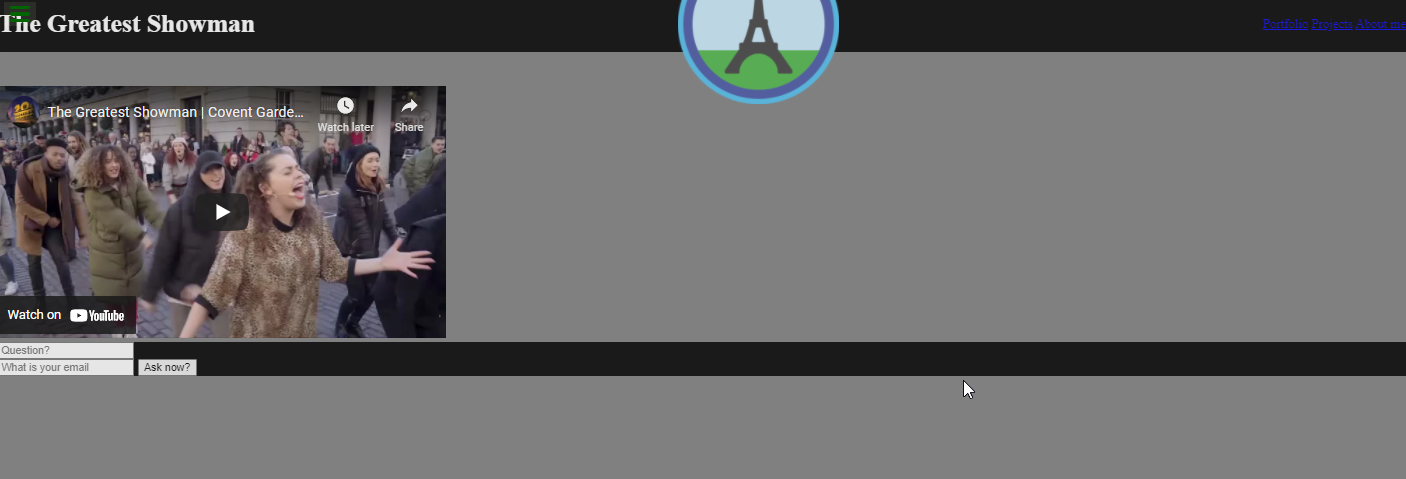 The Greatest Showman
Portfolio Projects About me
The Greatest Showman | Covent Garde...
Watch later
Share
Watch on YouTube
Question?
What is your email
Ask now?